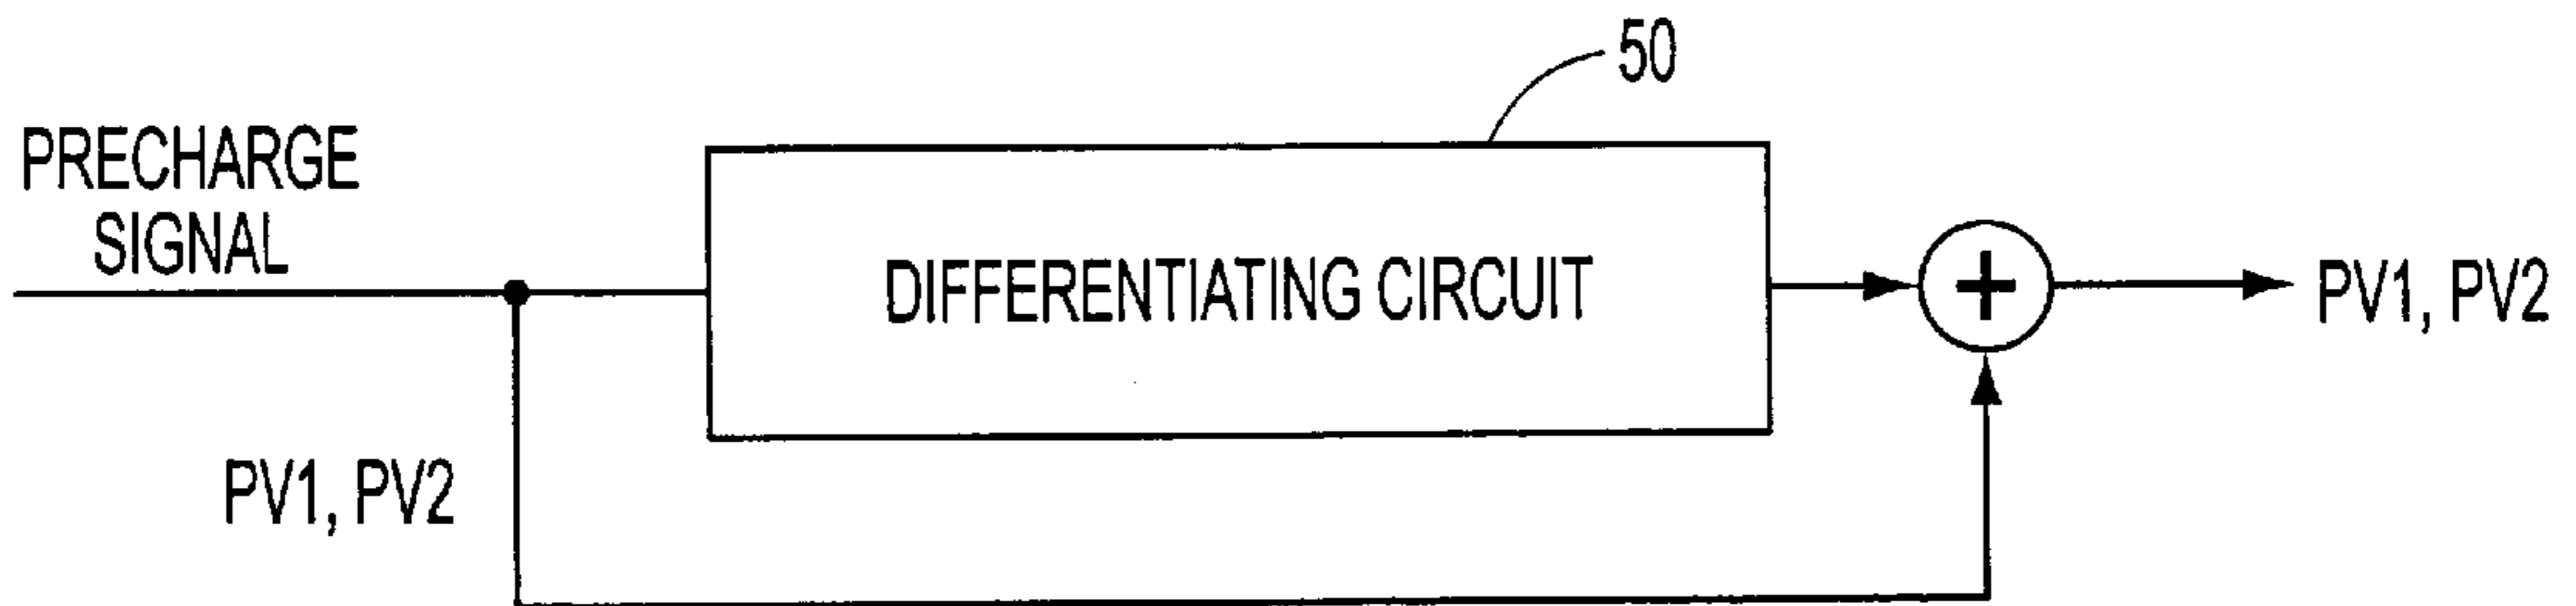 50
PRECHARGE
SIGNAL
DIFFERENTIATING CIRCUIT
+
PV1, PV2
PV1, PV2